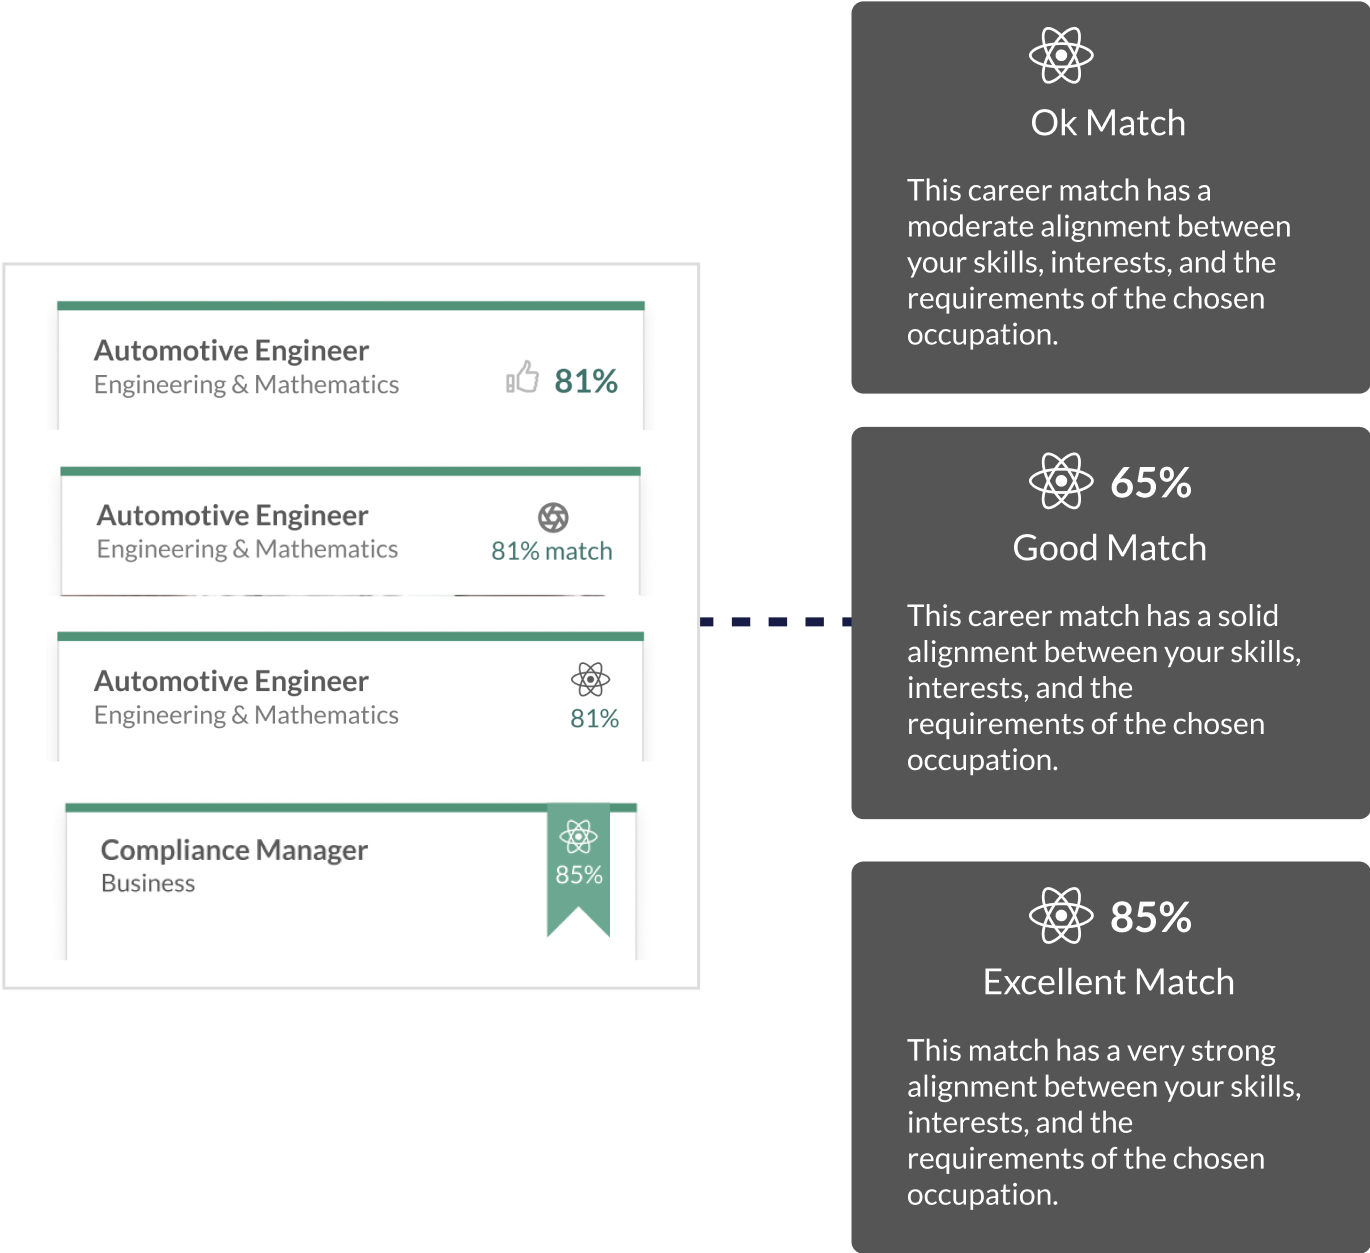 Automotive Engineer
Engineering & Mathematics
81%
Automotive Engineer
Engineering & Mathematics
81% match
Automotive Engineer
Engineering & Mathematics
81%
Compliance Manager
Business
85%
Ok Match
This career match has a
moderate alignment between
your skills, interests, and the
requirements of the chosen
occupation.
65%
Good Match
This career match has a solid
alignment between your skills,
interests, and the
requirements of the chosen
occupation.
85%
Excellent Match
This match has a very strong
alignment between your skills,
interests, and the
requirements of the chosen
occupation.